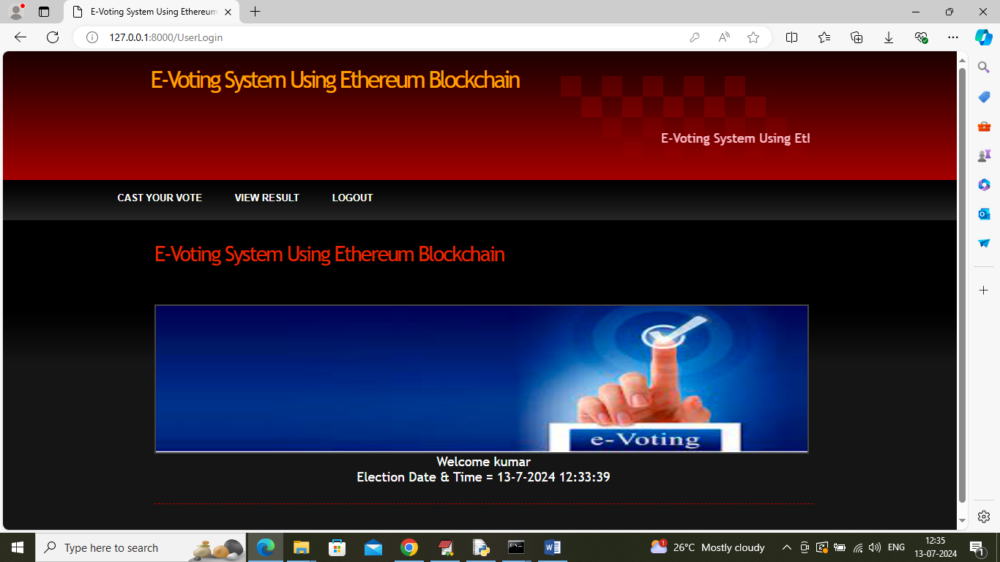 E-Voting System Using Ethereum
127.0.0.1:8000/UserLogin
E-Voting System Using Ethereum Blockchain
E-Voting System Using Etl
CAST YOUR VOTE VIEW RESULT LOGOUT
E-Voting System Using Ethereum Blockchain
e-Voting
Welcome kumar
Election Date & Time = 13-7-2024 12:33:39
Type here to search
1
26°C Mostly cloudy
ENG
12:35
13-07-2024
1